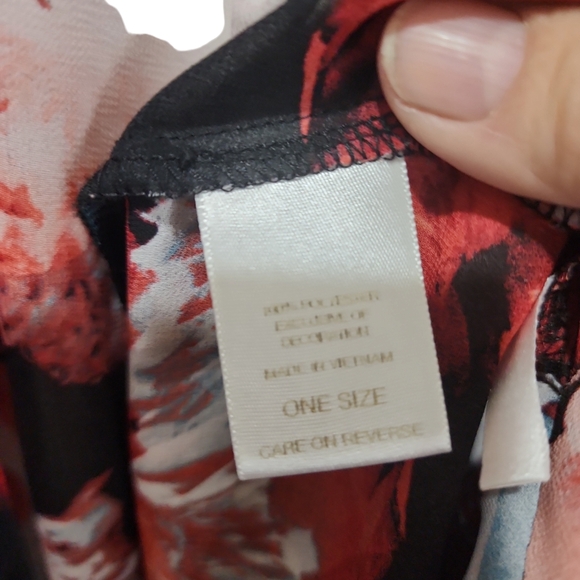 100% POLYESTER
EXCLUSIVE OF
DECORATION
MADE IN VIETNAM
ONE SIZE
CARE ON REVERSE